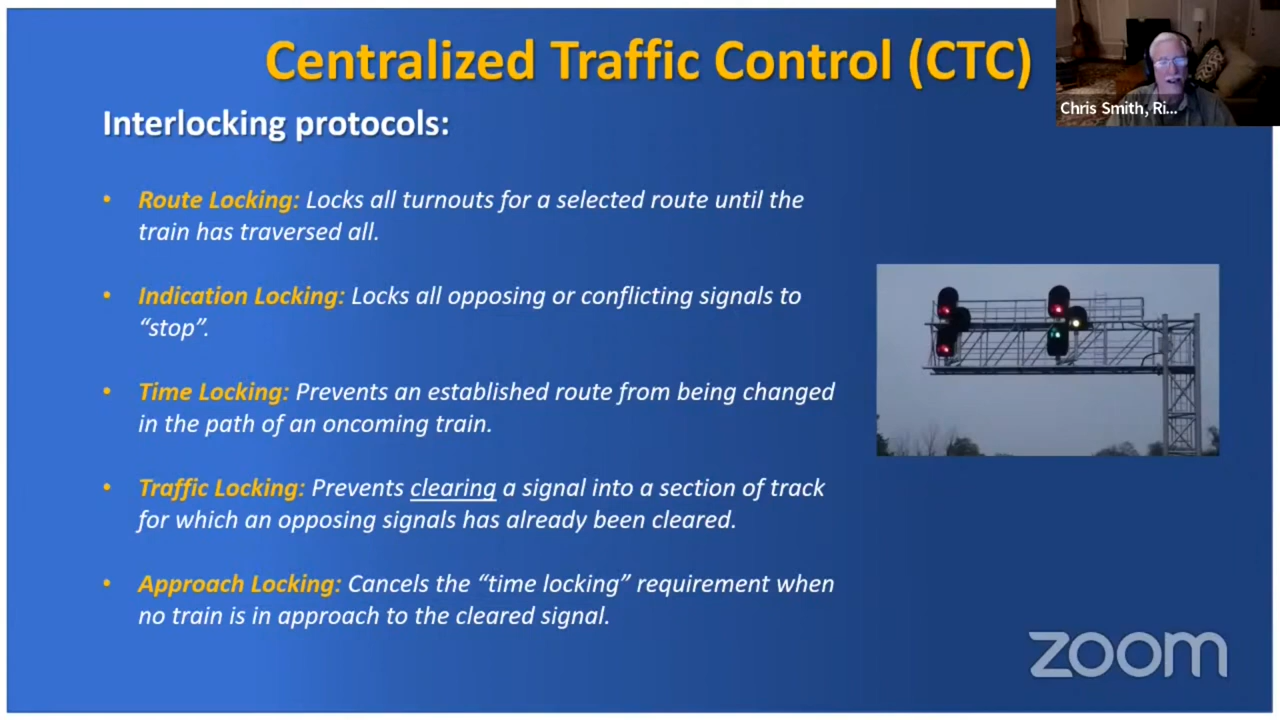 Centralized Traffic Control (CTC)
Chris Smith, Ri...
Interlocking protocols:
• Route Locking: Locks all turnouts for a selected route until the
train has traversed all.
• Indication Locking: Locks all opposing or conflicting signals to
“stop”.
• Time Locking: Prevents an established route from being changed
in the path of an oncoming train.
• Traffic Locking: Prevents clearing a signal into a section of track
for which an opposing signals has already been cleared.
• Approach Locking: Cancels the “time locking” requirement when
no train is in approach to the cleared signal.
zoom